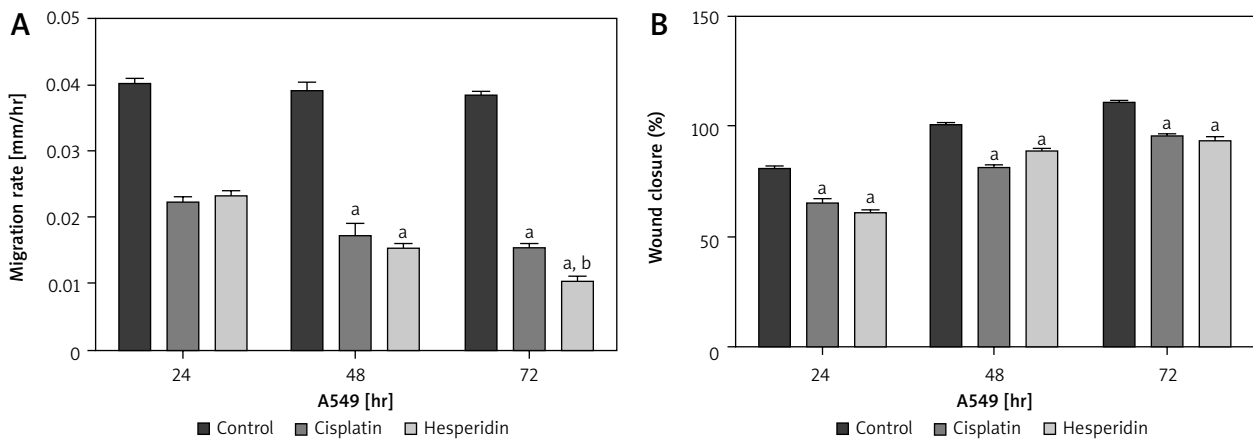 A
Migration rate [mm/hr]
0.05
0.04
0.03
0.02
0.01
0
a
a
a
a, b
24
48
72
A549 [hr]
Control Cisplatin Hesperidin
B
Wound closure (%)
150
100
50
0
a
a
a
a
a
a
24
48
72
A549 [hr]
Control Cisplatin Hesperidin